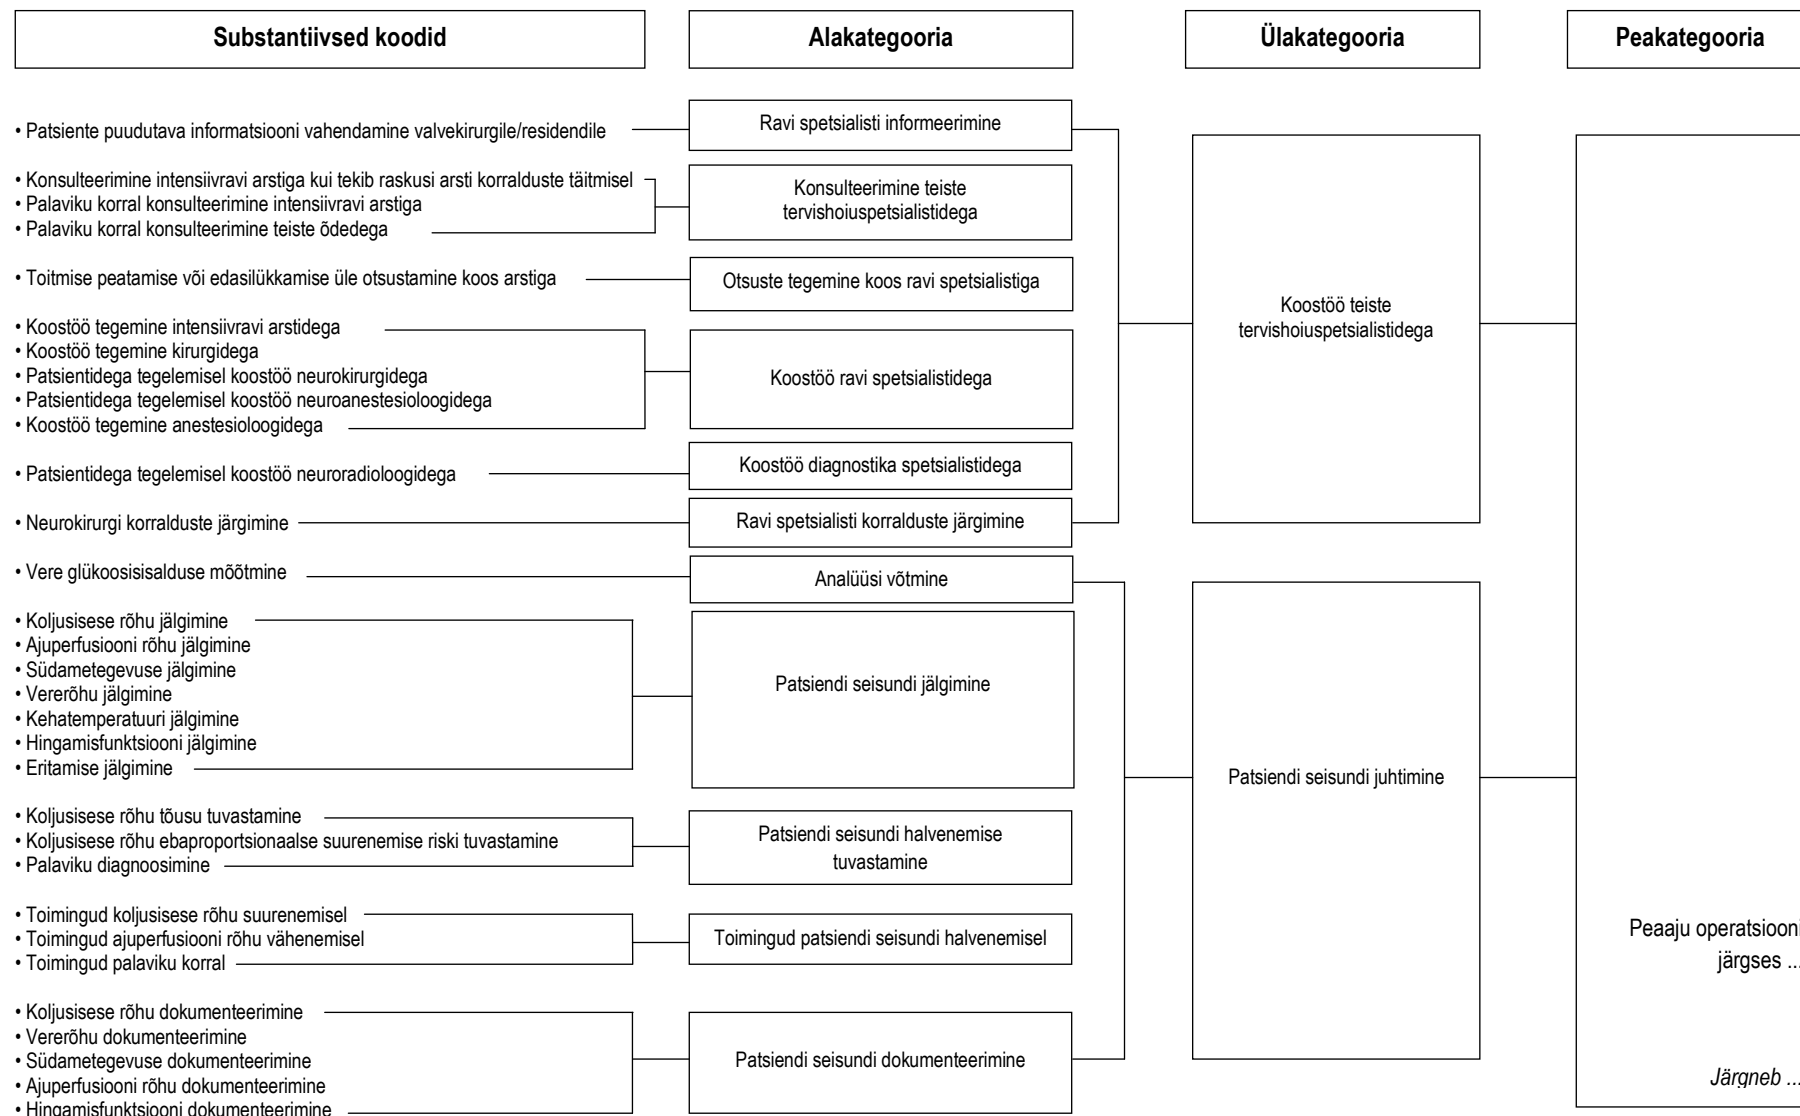 Substantiivsed koodid
Alakategooria
Ülakategooria
Peakategooria
• Patsiente puudutava informatsiooni vahendamine valvekirurgile/residendile
Ravi spetsialisti informeerimine
• Konsulteerimine intensiivravi arstiga kui tekib raskusi arsti korralduste täitmisel
• Palaviku korral konsulteerimine intensiivravi arstiga
• Palaviku korral konsulteerimine teiste õdedega
Konsulteerimine teiste
tervishoiuspetsialistidega
• Toitmise peatamise või edasilükkamise üle otsustamine koos arstiga
Otsuste tegemine koos ravi spetsialistiga
• Koostöö tegemine intensiivravi arstidega
• Koostöö tegemine kirurgidega
• Patsientidega tegelemisel koostöö neurokirurgidega
• Patsientidega tegelemisel koostöö neuroanestesioloogidega
• Koostöö tegemine anestesioloogidega
Koostöö ravi spetsialistidega
• Patsientidega tegelemisel koostöö neuroradioloogidega
Koostöö diagnostika spetsialistidega
• Neurokirurgi korralduste järgimine
Ravi spetsialisti korralduste järgimine
Koostöö teiste
tervishoiuspetsialistidega
• Vere glükoosisisalduse mõõtmine
Analüüsi võtmine
• Koljusisese rõhu jälgimine
• Ajuperfusiooni rõhu jälgimine
• Südametegevuse jälgimine
• Vererõhu jälgimine
• Kehatemperatuuri jälgimine
• Hingamisfunktsiooni jälgimine
• Eritamise jälgimine
Patsiendi seisundi jälgimine
• Koljusisese rõhu tõusu tuvastamine
• Koljusisese rõhu ebaproportsionaalse suurenemise riski tuvastamine
• Palaviku diagnoosimine
Patsiendi seisundi halvenemise
tuvastamine
• Toimingud koljusisese rõhu suurenemisel
• Toimingud ajuperfusiooni rõhu vähenemisel
• Toimingud palaviku korral
Toimingud patsiendi seisundi halvenemisel
• Koljusisese rõhu dokumenteerimine
• Vererõhu dokumenteerimine
• Südametegevuse dokumenteerimine
• Ajuperfusiooni rõhu dokumenteerimine
• Hingamisfunktsiooni dokumenteerimine
Patsiendi seisundi dokumenteerimine
Patsiendi seisundi juhtimine
Peaaju operatsiooni
järgses ...
Järgneb ...